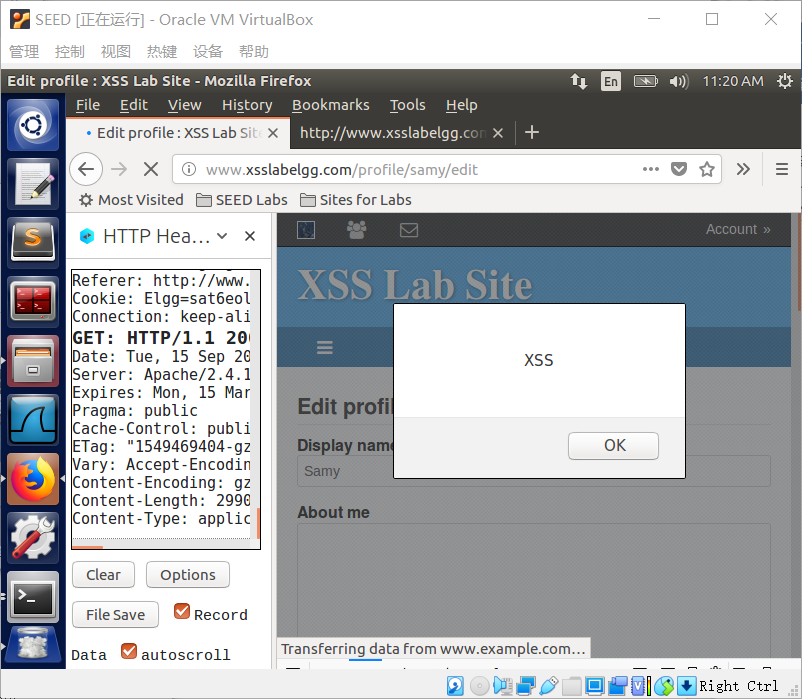 SEED [正在运行] - Oracle VM VirtualBox
管理 控制 视图 热键 设备 帮助
Edit profile : XSS Lab Site - Mozilla Firefox En 11:20 AM
File Edit View History Bookmarks Tools Help
Edit profile : XSS Lab Site http://www.xsslabelgg.con
www.xsslabelgg.com/profile/samy/edit
Most Visited SEED Labs Sites for Labs
HTTP Hea...
Referer: http://www.
Cookie: Elgg=sat6eol
Connection: keep-ali
GET: HTTP/1.1 200
Date: Tue, 15 Sep 20
Server: Apache/2.4.1
Expires: Mon, 15 Mar
Pragma: public
Cache-Control: publi
ETag: "1549469404-gz
Vary: Accept-Encodin
Content-Encoding: gz
Content-Length: 2990
Content-Type: applic
Clear Options
File Save Record
Data autoscroll
Account »
XSS Lab Site
Edit profil
Display name
Samy
About me
XSS
OK
Transferring data from www.example.com...
Right Ctrl